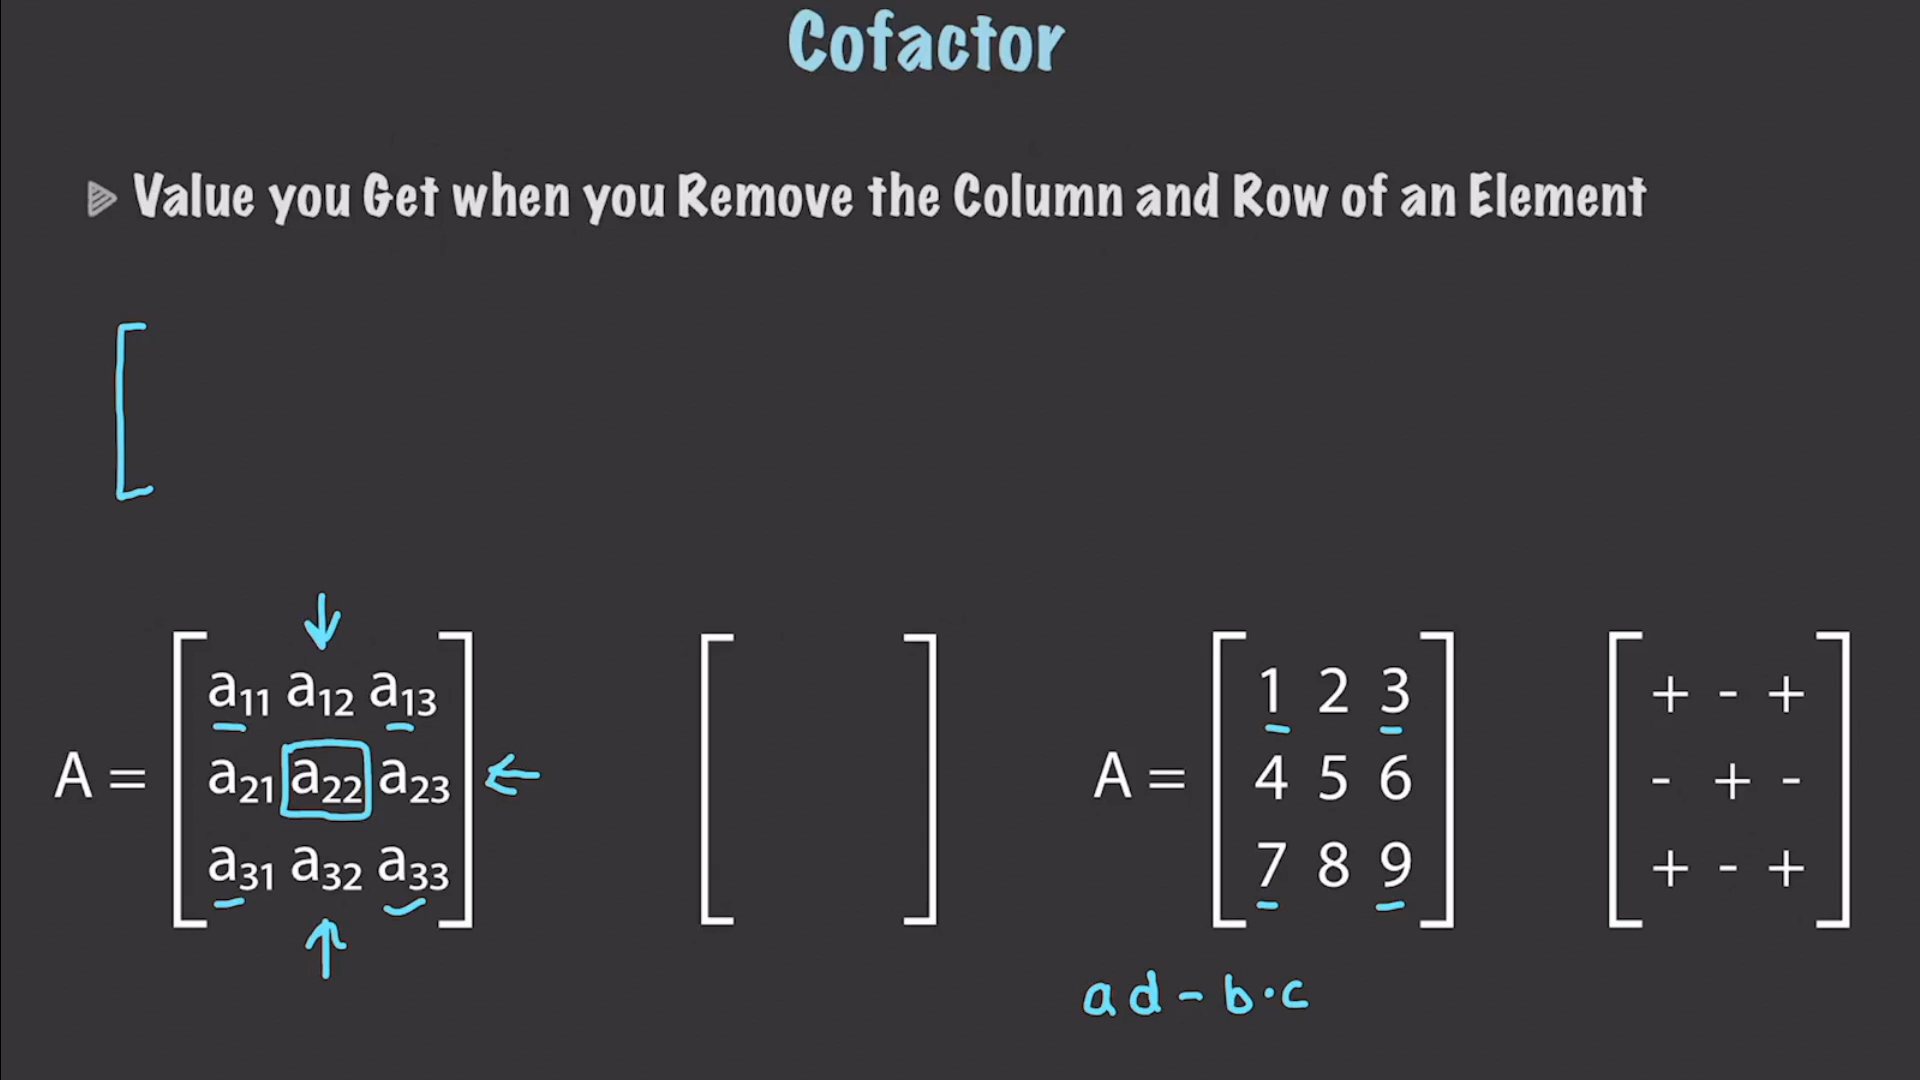 Cofactor
Value you Get when you Remove the Column and Row of an Element
a₁₁ a₁₂ a₁₃
A = a₂₁ a₂₂ a₂₃
a₃₁ a₃₂ a₃₃
1 2 3
A = 4 5 6
7 8 9
+ - +
- + -
+ - +
ad - b·c